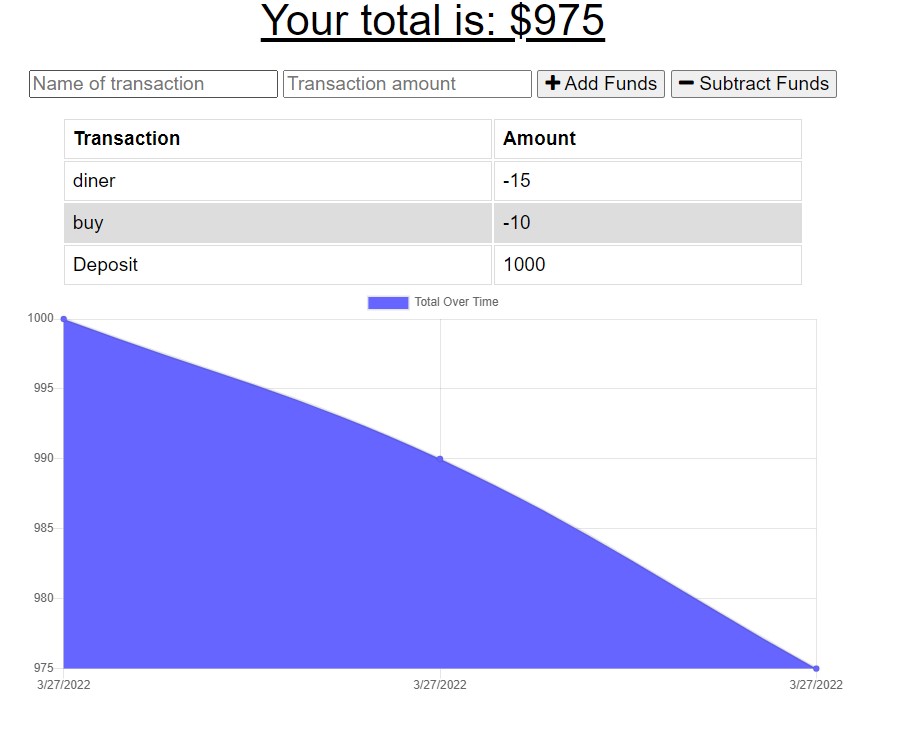 Your total is: $975
Name of transaction Transaction amount + Add Funds − Subtract Funds
Transaction Amount
diner -15
buy -10
Deposit 1000
Total Over Time
1000
995
990
985
980
975
3/27/2022 3/27/2022 3/27/2022